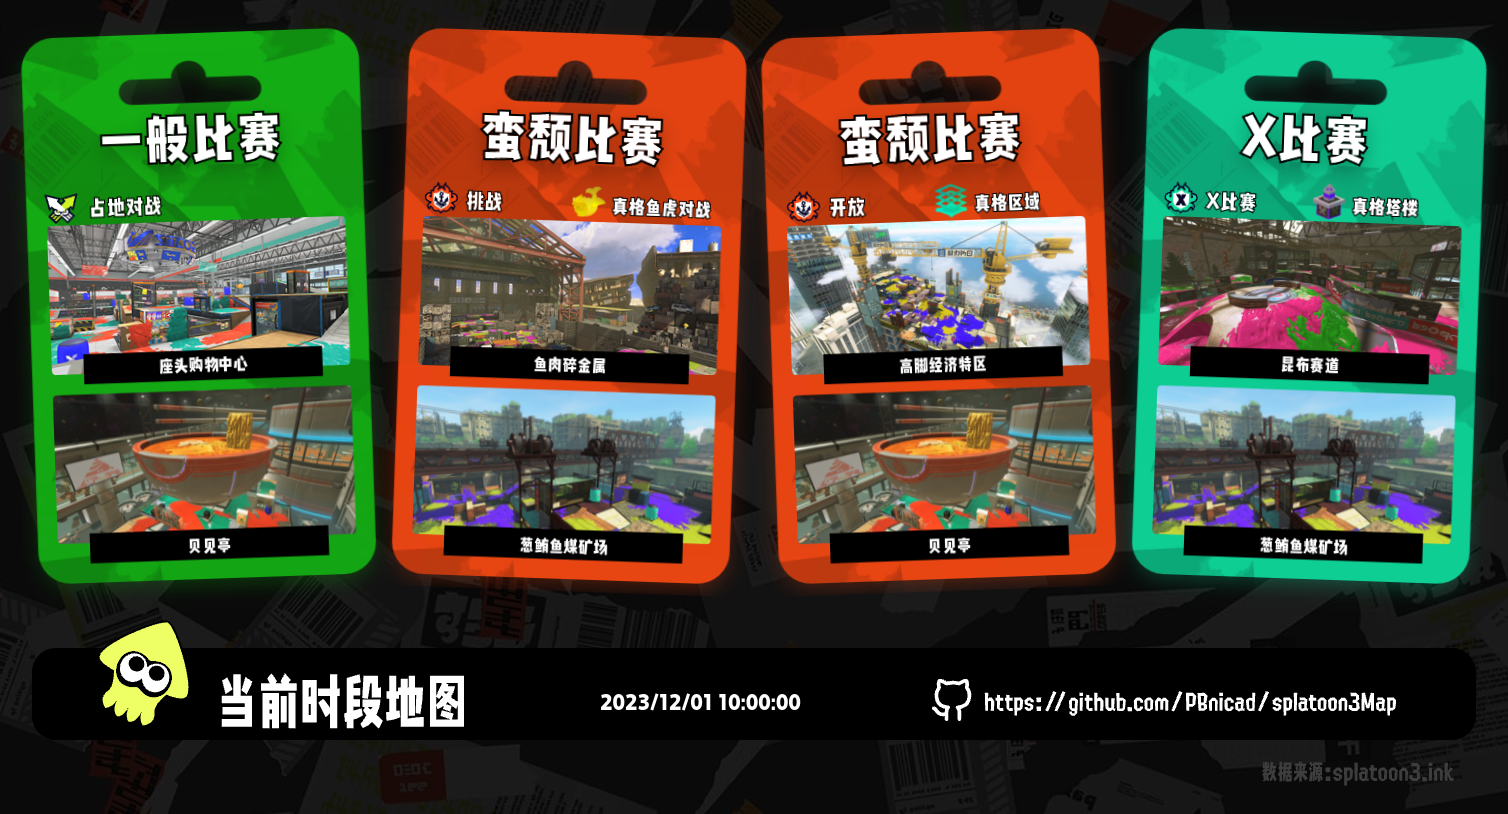 一般比赛
占地对战
座头购物中心
贝见亭
蛮颓比赛
挑战
真格鱼虎对战
鱼肉碎金属
葱鲔鱼煤矿场
蛮颓比赛
开放
真格区域
高脚经济特区
贝见亭
X比赛
X比赛
真格塔楼
昆布赛道
葱鲔鱼煤矿场
当前时段地图
2023/12/01 10:00:00
https://github.com/PBnicad/splatoon3Map
数据来源:splatoon3.ink